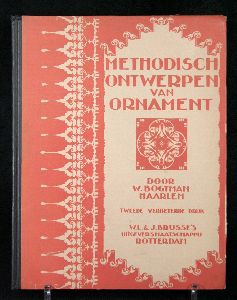 METHODISCH
ONTWERPEN
VAN
ORNAMENT
DOOR
W. BOGTMAN
HAARLEM
TWEEDE VERBETERDE DRUK
W.L. & J. BRUSSE'S
UITGEVERSMAATSCHAPPIJ
ROTTERDAM